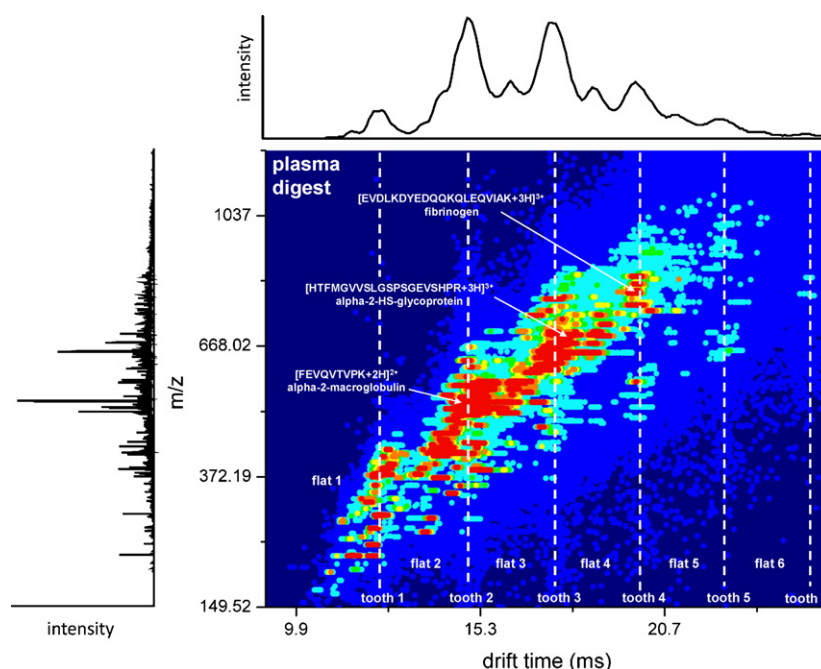 intensity
plasma
digest
[EVDLKDYEDQQKQLEQVIAK+3H]³⁺
fibrinogen
1037
[HTFMGVVSLGSPSGEVSHPR+3H]³⁺
alpha-2-HS-glycoprotein
668.02
m/z
[FEVQVTVPK+2H]²⁺
alpha-2-macroglobulin
372.19
flat 1
flat 2 flat 3 flat 4 flat 5 flat 6
149.52
tooth 1 tooth 2 tooth 3 tooth 4 tooth 5 tooth
9.9 15.3 20.7
intensity
drift time (ms)